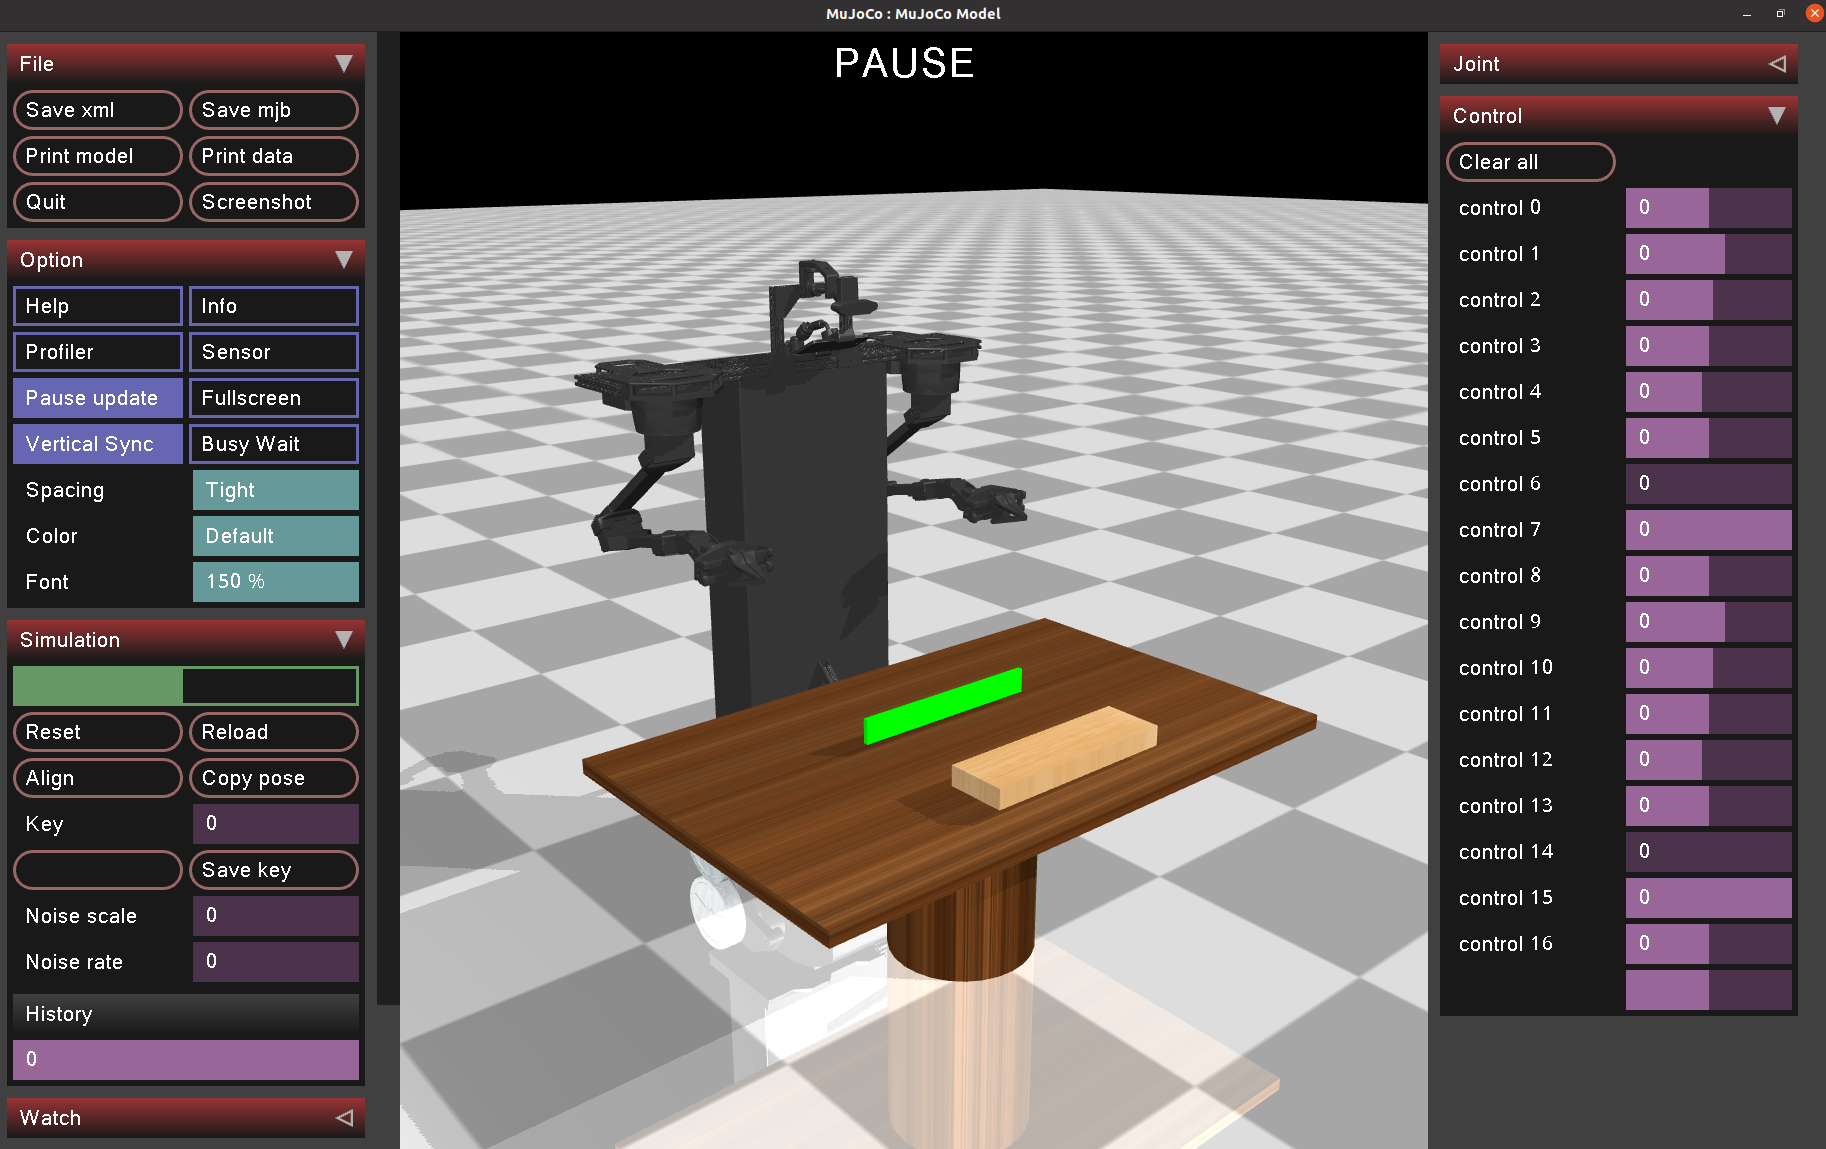 MuJoCo : MuJoCo Model
File
Save xml Save mjb
Print model Print data
Quit Screenshot
Option
Help Info
Profiler Sensor
Pause update Fullscreen
Vertical Sync Busy Wait
Spacing Tight
Color Default
Font 150 %
Simulation
Reset Reload
Align Copy pose
Key 0
Save key
Noise scale 0
Noise rate 0
History
0
Watch
PAUSE
Joint
Control
Clear all
control 0 0
control 1 0
control 2 0
control 3 0
control 4 0
control 5 0
control 6 0
control 7 0
control 8 0
control 9 0
control 10 0
control 11 0
control 12 0
control 13 0
control 14 0
control 15 0
control 16 0